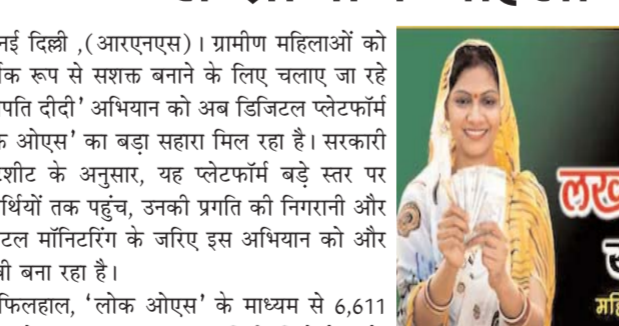 नई दिल्ली ,(आरएनएस)। ग्रामीण महिलाओं को
क रूप से सशक्त बनाने के लिए चलाए जा रहे
पति दीदी' अभियान को अब डिजिटल प्लेटफॉर्म
ओएस' का बड़ा सहारा मिल रहा है। सरकारी
शीट के अनुसार, यह प्लेटफॉर्म बड़े स्तर पर
र्थियों तक पहुंच, उनकी प्रगति की निगरानी और
टल मॉनिटरिंग के जरिए इस अभियान को और
बना रहा है।
फिलहाल, 'लोक ओएस' के माध्यम से 6,611
लख